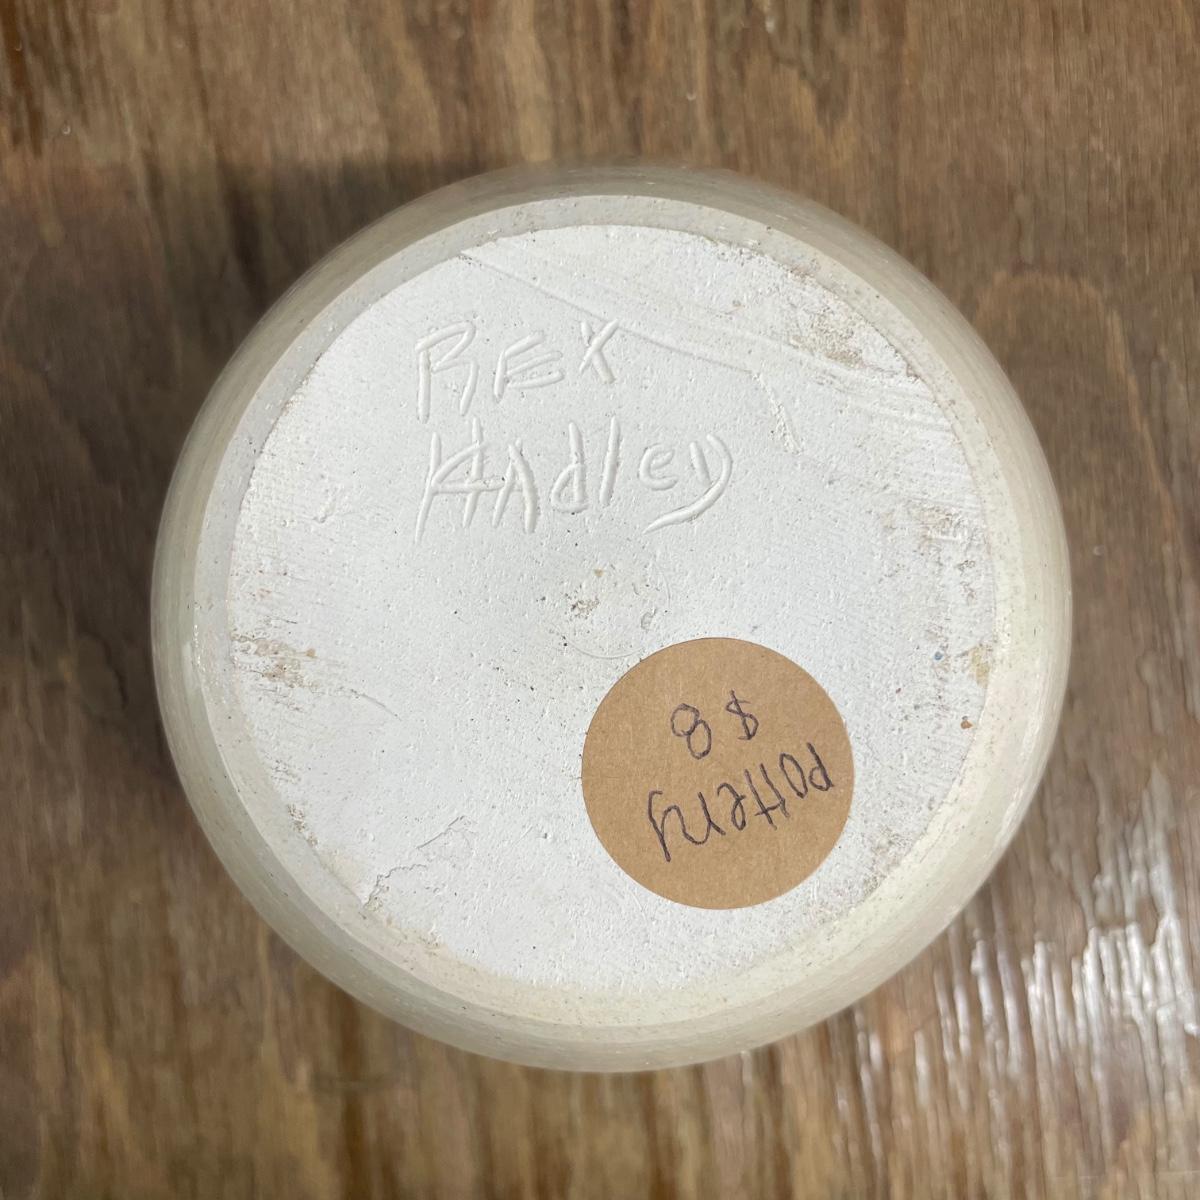 REX
HAdley
Pottery
$8